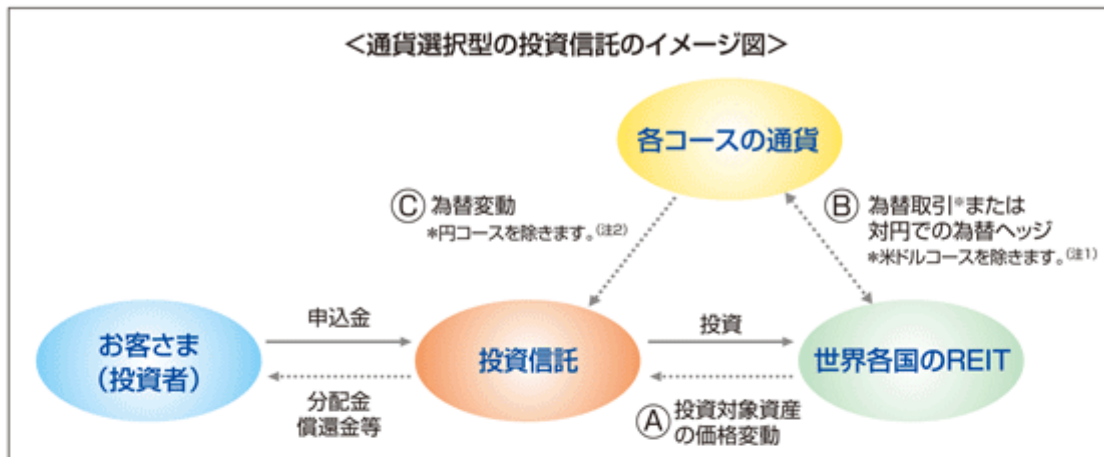 <通貨選択型の投資信託のイメージ図>
各コースの通貨
Ⓒ 為替変動
*円コースを除きます。(注2)
Ⓑ 為替取引*または
対円での為替ヘッジ
*米ドルコースを除きます。(注1)
お客さま
(投資者)
申込金
分配金
償還金等
投資信託
投資
Ⓐ 投資対象資産
の価格変動
世界各国のREIT